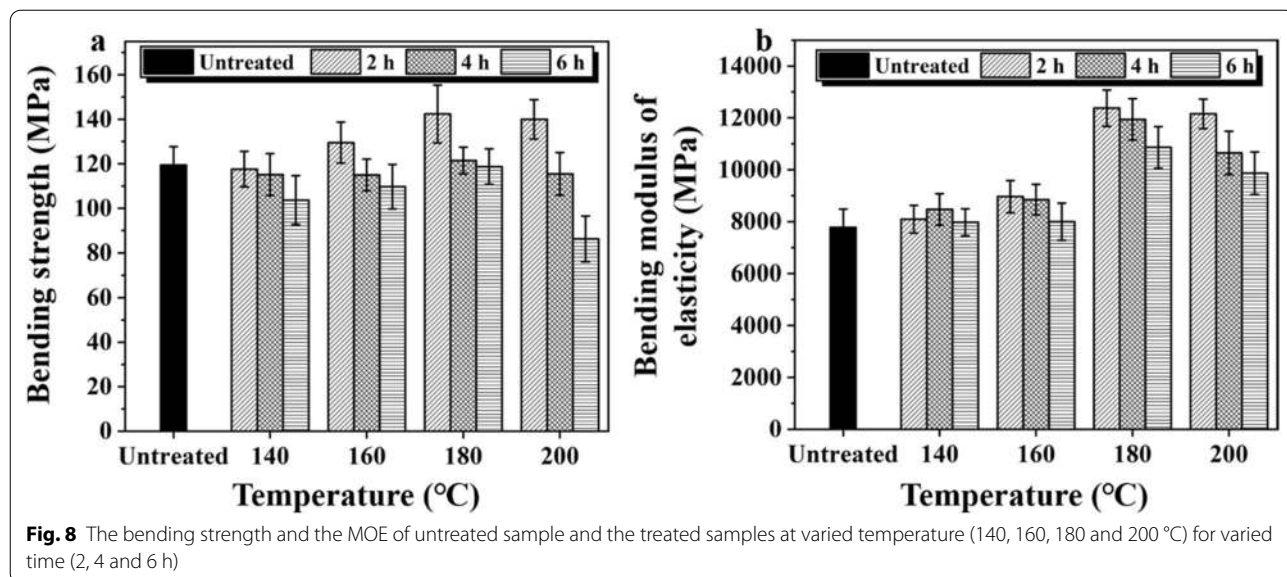 a
Untreated 2 h 4 h 6 h
Bending strength (MPa)
160
140
120
100
80
60
40
20
0
Untreated 140 160 180 200
Temperature (°C)
b
Untreated 2 h 4 h 6 h
Bending modulus of
elasticity (MPa)
14000
12000
10000
8000
6000
4000
2000
0
Untreated 140 160 180 200
Temperature (°C)
Fig. 8 The bending strength and the MOE of untreated sample and the treated samples at varied temperature (140, 160, 180 and 200 °C) for varied
time (2, 4 and 6 h)